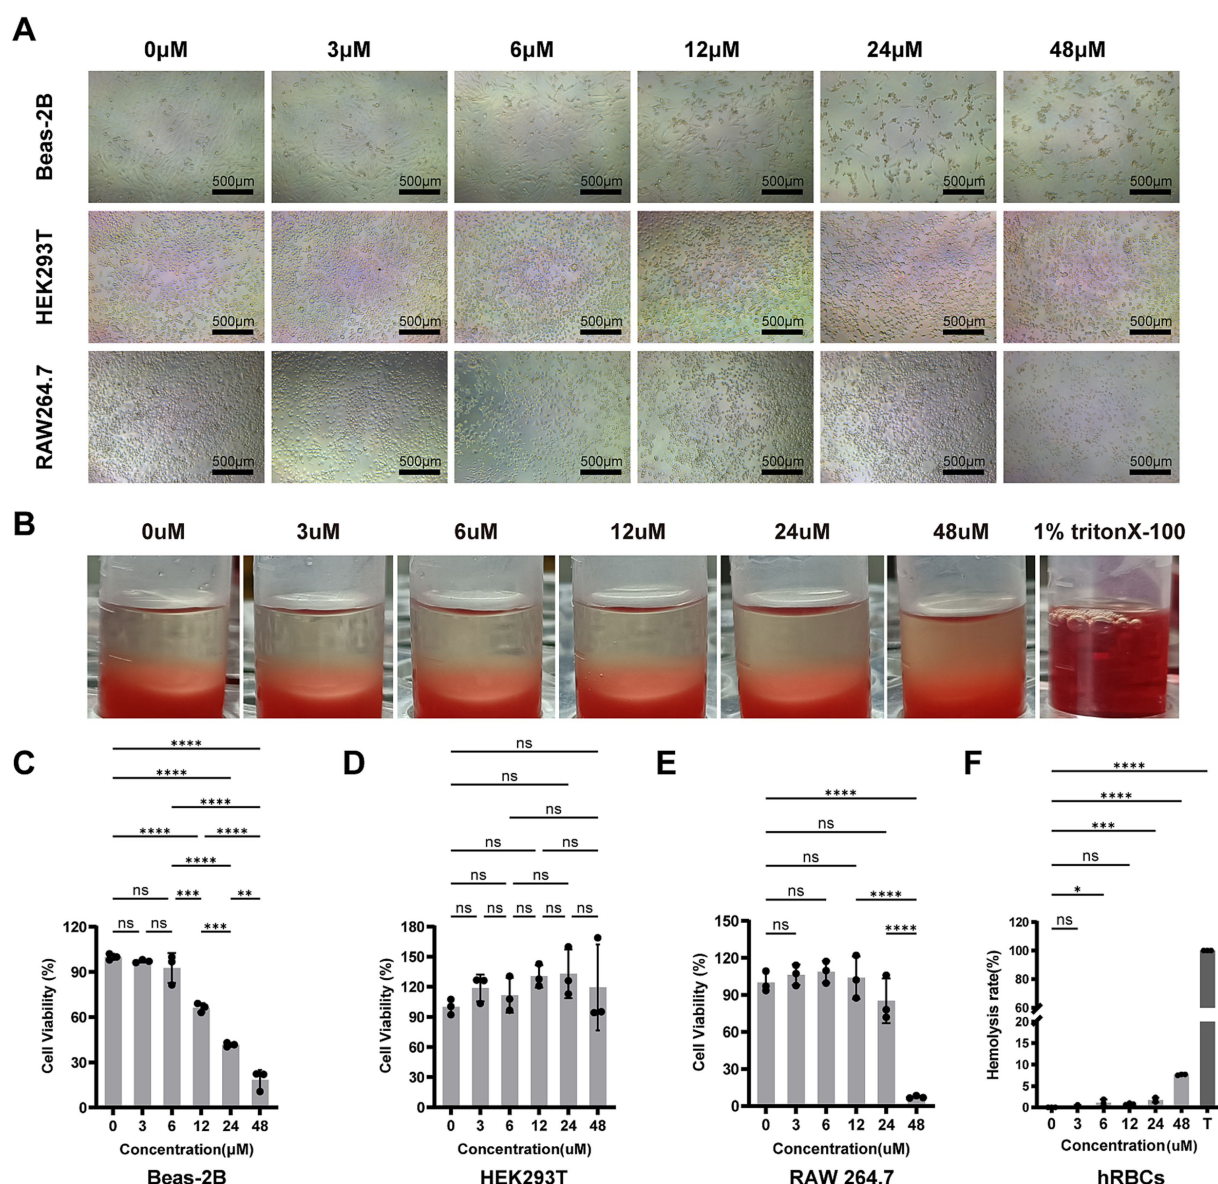 A
0μM 3μM 6μM 12μM 24μM 48μM
Beas-2B
500μm 500μm 500μm 500μm 500μm 500μm
HEK293T
500μm 500μm 500μm 500μm 500μm 500μm
RAW264.7
500μm 500μm 500μm 500μm 500μm 500μm
B
0uM 3uM 6uM 12uM 24uM 48uM 1% tritonX-100
C
****
****
****
**** ****
****
ns *** **
ns ns ***
Cell Viability (%)
120
90
60
30
0
0 3 6 12 24 48
Concentration(μM)
Beas-2B
D
ns
ns
ns
ns ns
ns ns
ns ns ns ns ns
Cell Viability (%)
180
150
120
90
60
30
0
0 3 6 12 24 48
Concentration(uM)
HEK293T
E
****
ns
ns
ns ****
ns ****
Cell Viability (%)
150
120
90
60
30
0
0 3 6 12 24 48
Concentration(uM)
RAW 264.7
F
****
****
***
ns
*
ns
Hemolysis rate(%)
120
100
80
60
20
15
10
5
0
0 3 6 12 24 48 T
Concentration(uM)
hRBCs